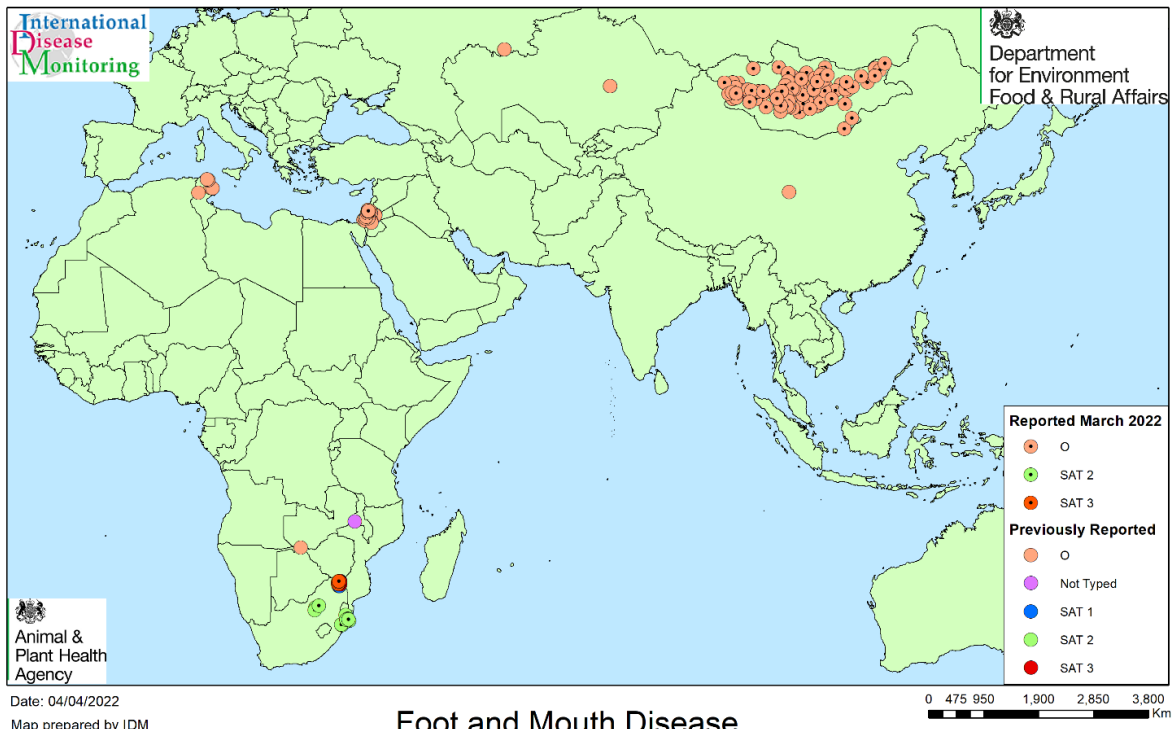 International
Disease
Monitoring
Department
for Environment
Food & Rural Affairs
Reported March 2022
O
SAT 2
SAT 3
Previously Reported
O
Not Typed
SAT 1
SAT 2
SAT 3
Animal &
Plant Health
Agency
Date: 04/04/2022
Map prepared by IDM
Foot and Mouth Disease
0 475 950 1,900 2,850 3,800
Km